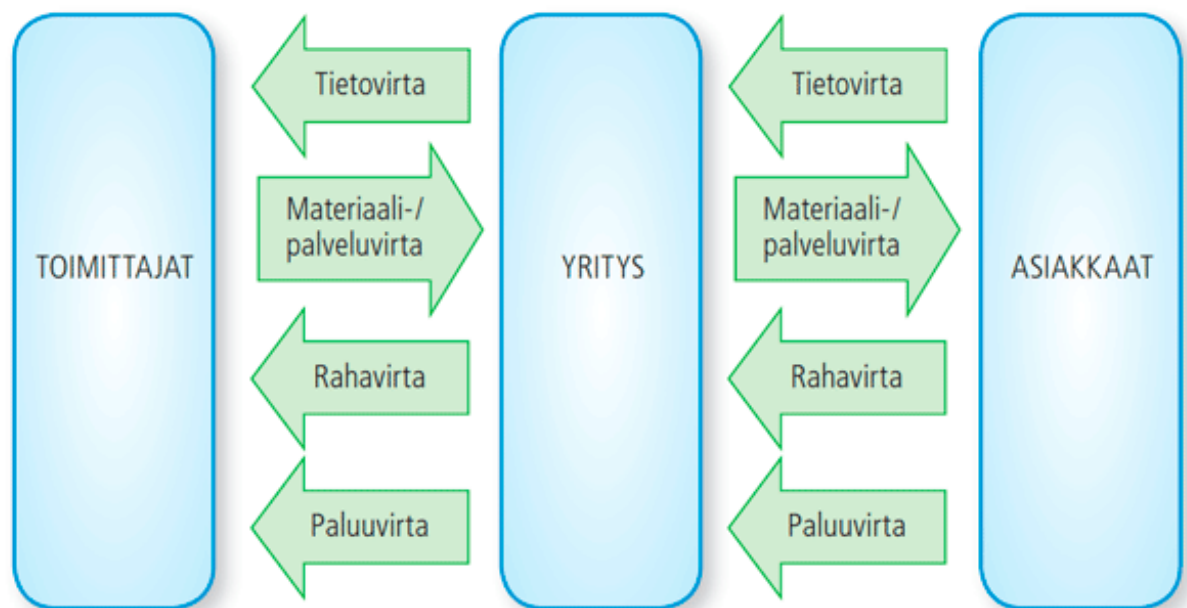 Tietovirta
Tietovirta
Materiaali-/
palveluvirta
Materiaali-/
palveluvirta
TOIMITTAJAT
YRITYS
ASIAKKAAT
Rahavirta
Rahavirta
Paluuvirta
Paluuvirta